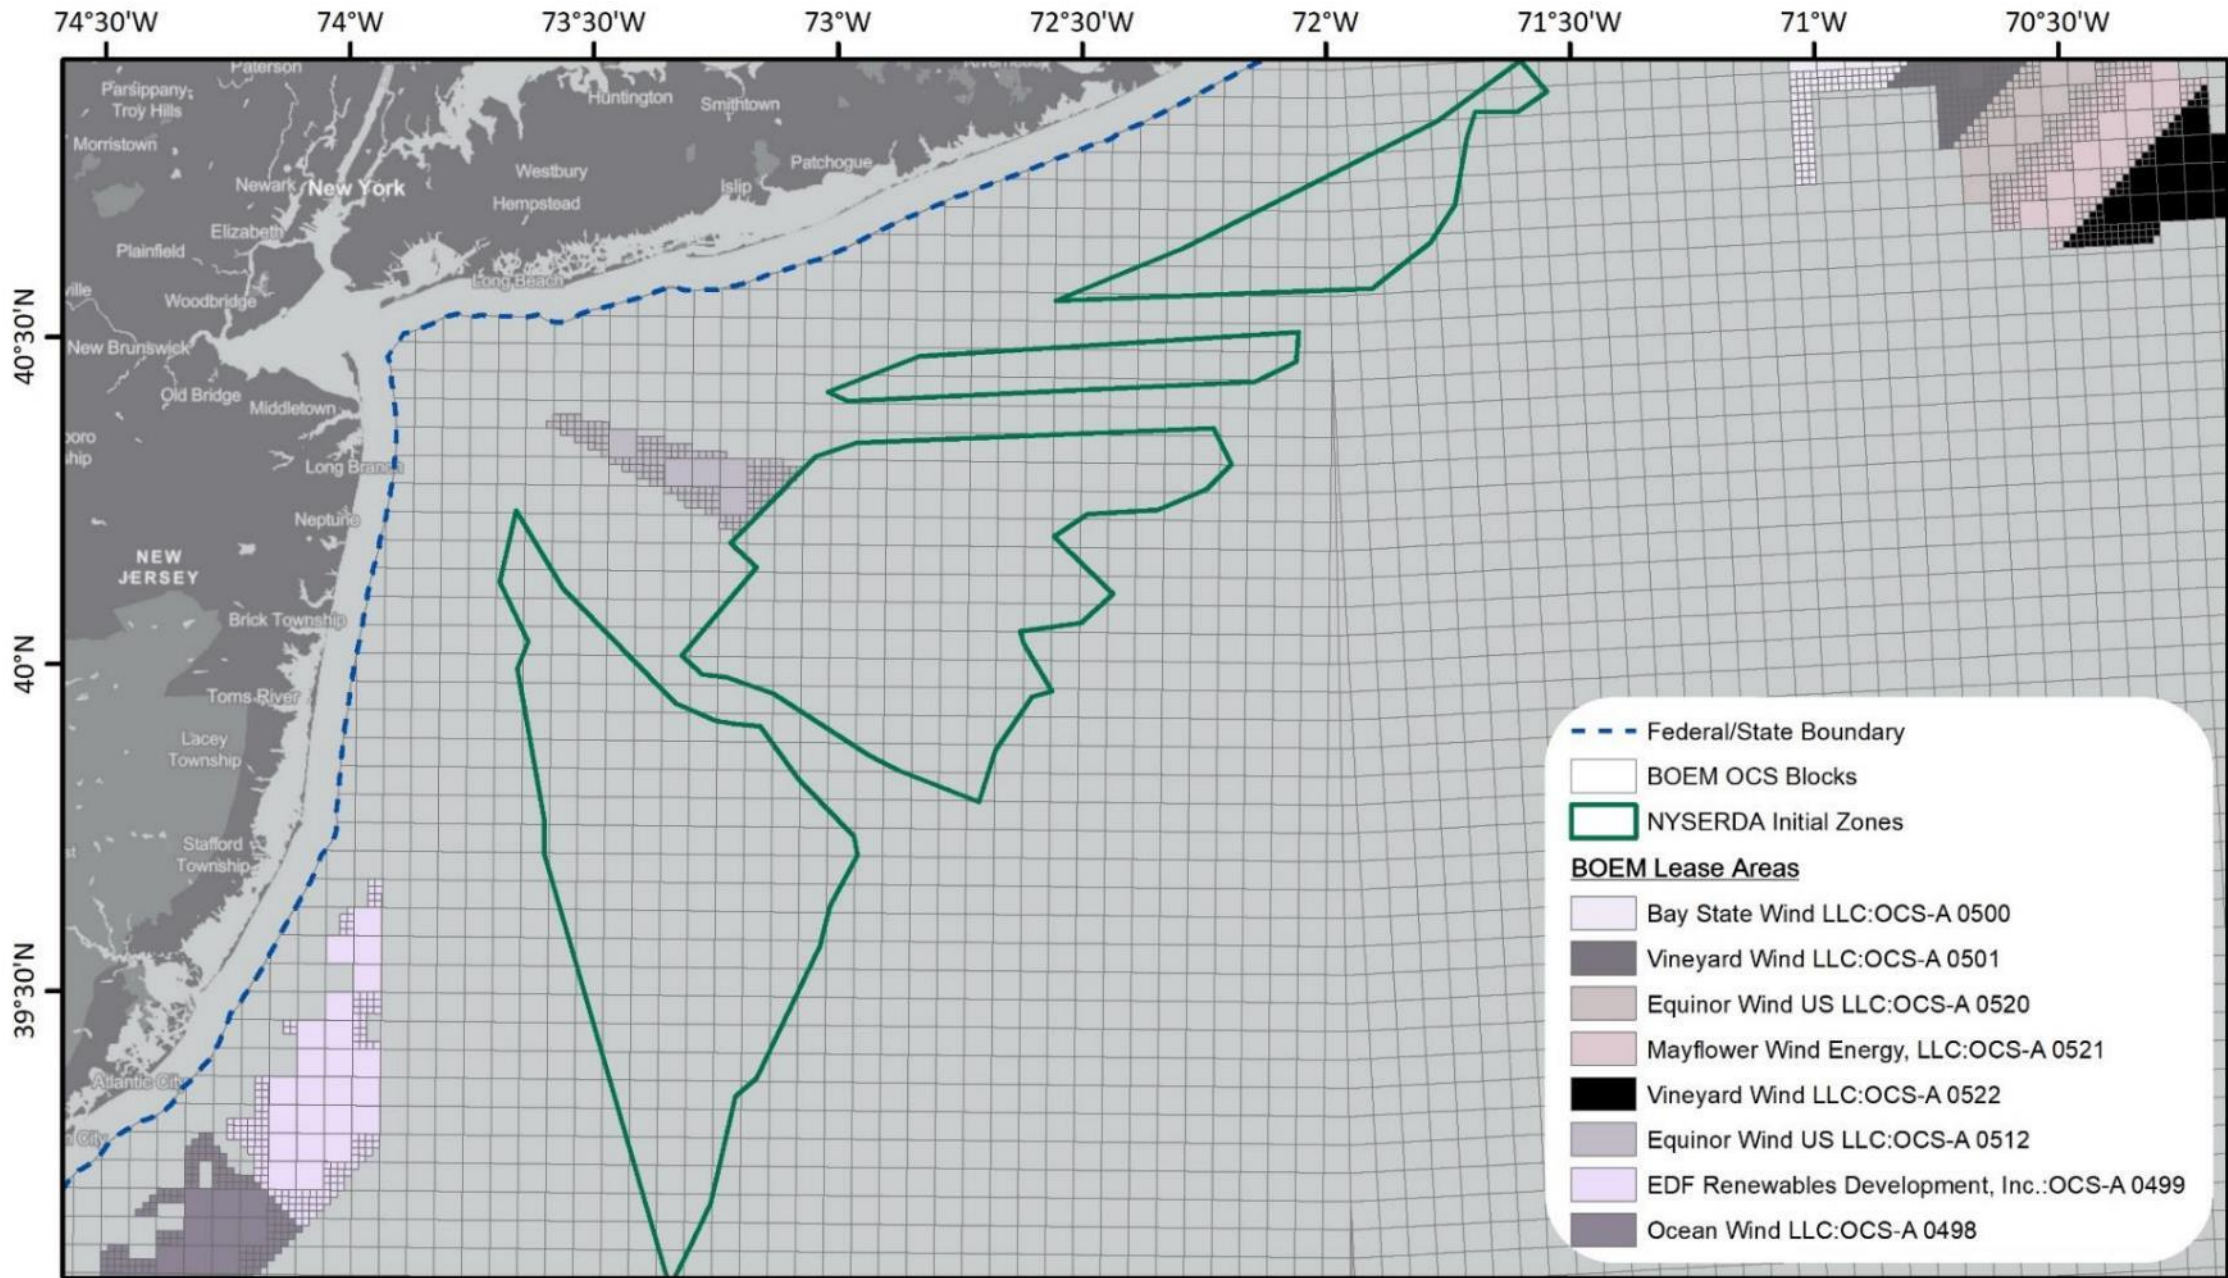 74°30'W 74°W 73°30'W 73°W 72°30'W 72°W 71°30'W 71°W 70°30'W
40°30'N
40°N
39°30'N
Paterson
Parsippany-
Troy Hills
Morristown
Newark
New York
Elizabeth
Plainfield
Woodbridge
New Brunswick
Old Bridge
Middletown
Long Branch
Neptune
NEW
JERSEY
Brick Township
Toms River
Lacey
Township
Stafford
Township
Atlantic City
City
Huntington
Smithtown
Westbury
Hempstead
Islip
Patchogue
Long Beach
ville
boro
ship
Federal/State Boundary
BOEM OCS Blocks
NYSERDA Initial Zones
BOEM Lease Areas
Bay State Wind LLC:OCS-A 0500
Vineyard Wind LLC:OCS-A 0501
Equinor Wind US LLC:OCS-A 0520
Mayflower Wind Energy, LLC:OCS-A 0521
Vineyard Wind LLC:OCS-A 0522
Equinor Wind US LLC:OCS-A 0512
EDF Renewables Development, Inc.:OCS-A 0499
Ocean Wind LLC:OCS-A 0498